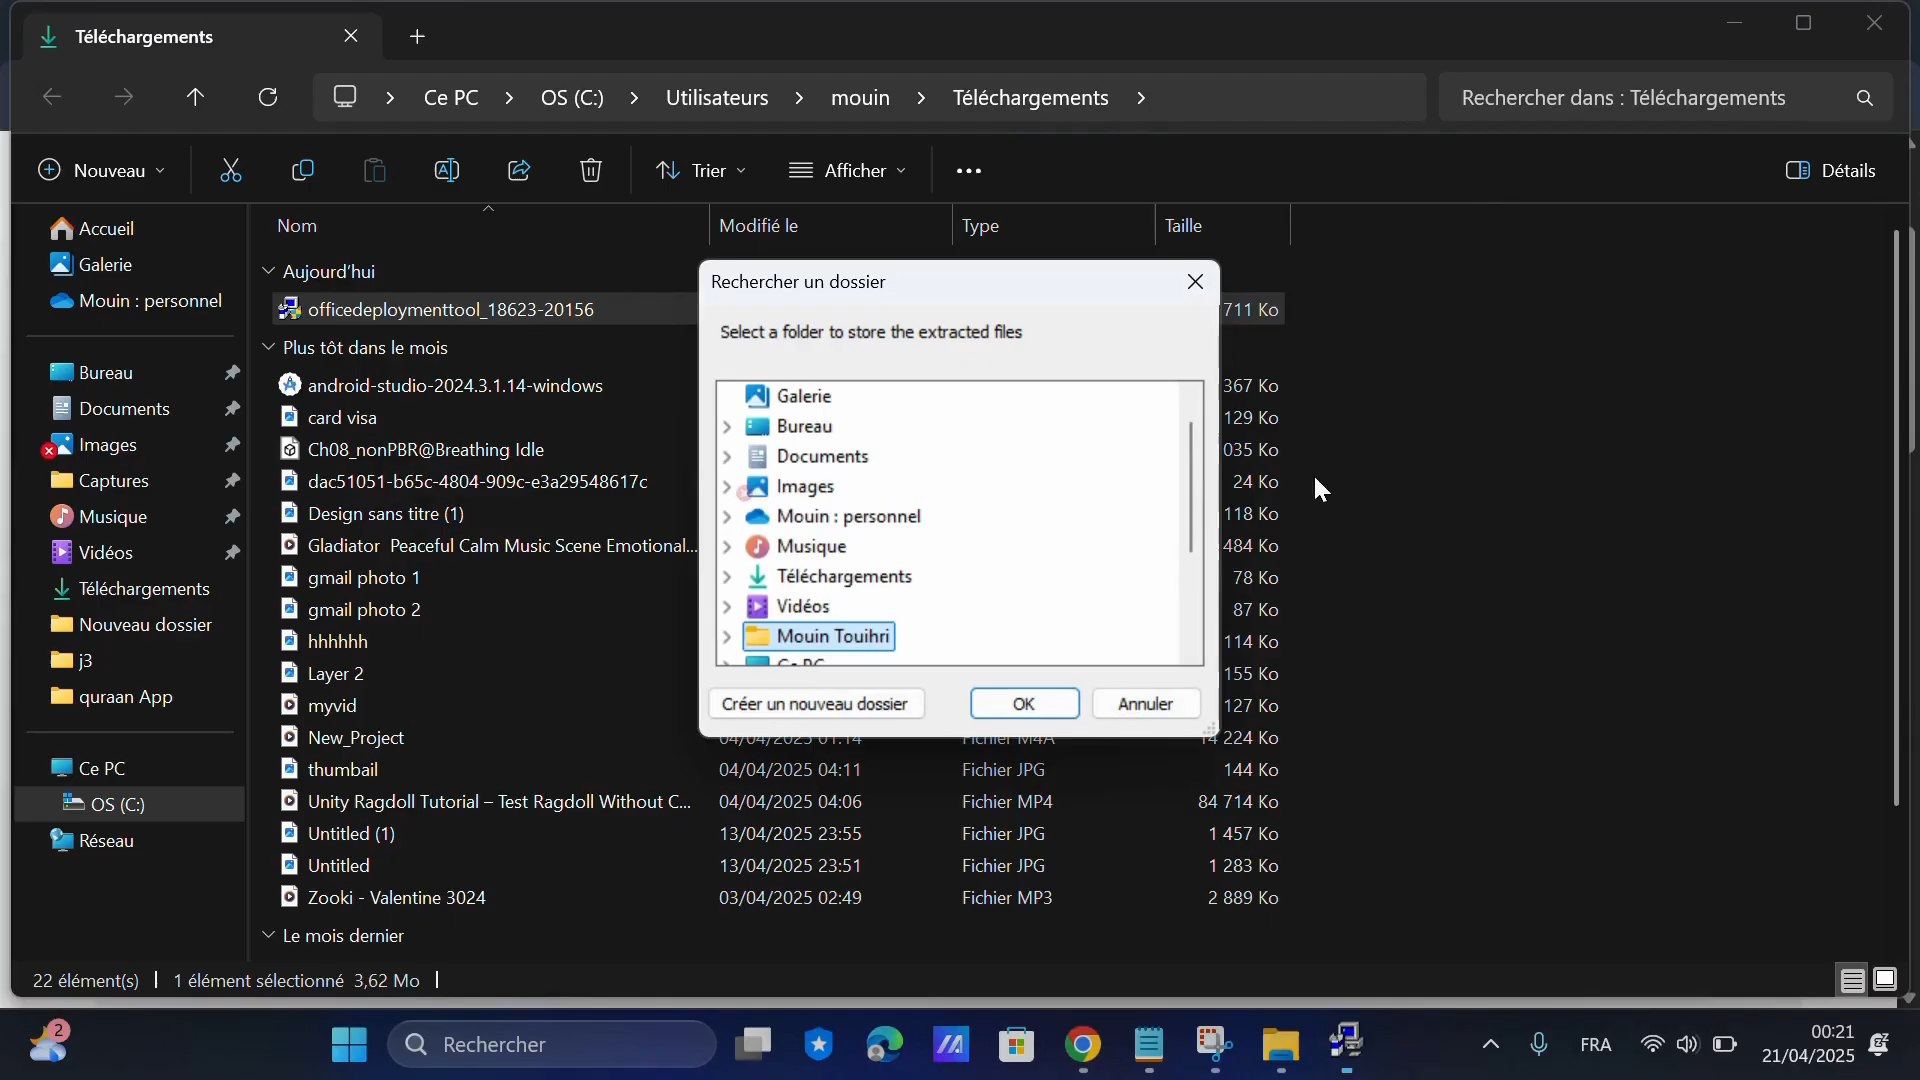 Téléchargements
Ce PC > OS (C:) > Utilisateurs > mouin > Téléchargements >
Rechercher dans : Téléchargements
Nouveau
Trier
Afficher
Détails
Accueil
Galerie
Mouin : personnel
Bureau
Documents
Images
Captures
Musique
Vidéos
Téléchargements
Nouveau dossier
j3
quraan App
Ce PC
OS (C:)
Réseau
Nom Modifié le Type Taille
Aujourd'hui
officedeploymenttool_18623-20156 711 Ko
Plus tôt dans le mois
android-studio-2024.3.1.14-windows 367 Ko
card visa 129 Ko
Ch08_nonPBR@Breathing Idle 035 Ko
dac51051-b65c-4804-909c-e3a29548617c 24 Ko
Design sans titre (1) 118 Ko
Gladiator Peaceful Calm Music Scene Emotional... 484 Ko
gmail photo 1 78 Ko
gmail photo 2 87 Ko
hhhhhh 114 Ko
Layer 2 155 Ko
myvid 127 Ko
New_Project 04/04/2025 01:14 Fichier M4A 14 224 Ko
thumbail 04/04/2025 04:11 Fichier JPG 144 Ko
Unity Ragdoll Tutorial – Test Ragdoll Without C... 04/04/2025 04:06 Fichier MP4 84 714 Ko
Untitled (1) 13/04/2025 23:55 Fichier JPG 1 457 Ko
Untitled 13/04/2025 23:51 Fichier JPG 1 283 Ko
Zooki - Valentine 3024 03/04/2025 02:49 Fichier MP3 2 889 Ko
Le mois dernier
Rechercher un dossier
Select a folder to store the extracted files
Galerie
Bureau
Documents
Images
Mouin : personnel
Musique
Téléchargements
Vidéos
Mouin Touihri
Ce PC
Créer un nouveau dossier OK Annuler
22 élément(s) 1 élément sélectionné 3,62 Mo
2
Rechercher
FRA
00:21
21/04/2025